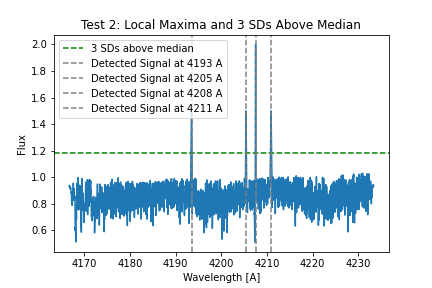 Test 2: Local Maxima and 3 SDs Above Median
3 SDs above median
Detected Signal at 4193 A
Detected Signal at 4205 A
Detected Signal at 4208 A
Detected Signal at 4211 A
2.0
1.8
1.6
1.4
1.2
1.0
0.8
0.6
Flux
4170 4180 4190 4200 4210 4220 4230
Wavelength [A]